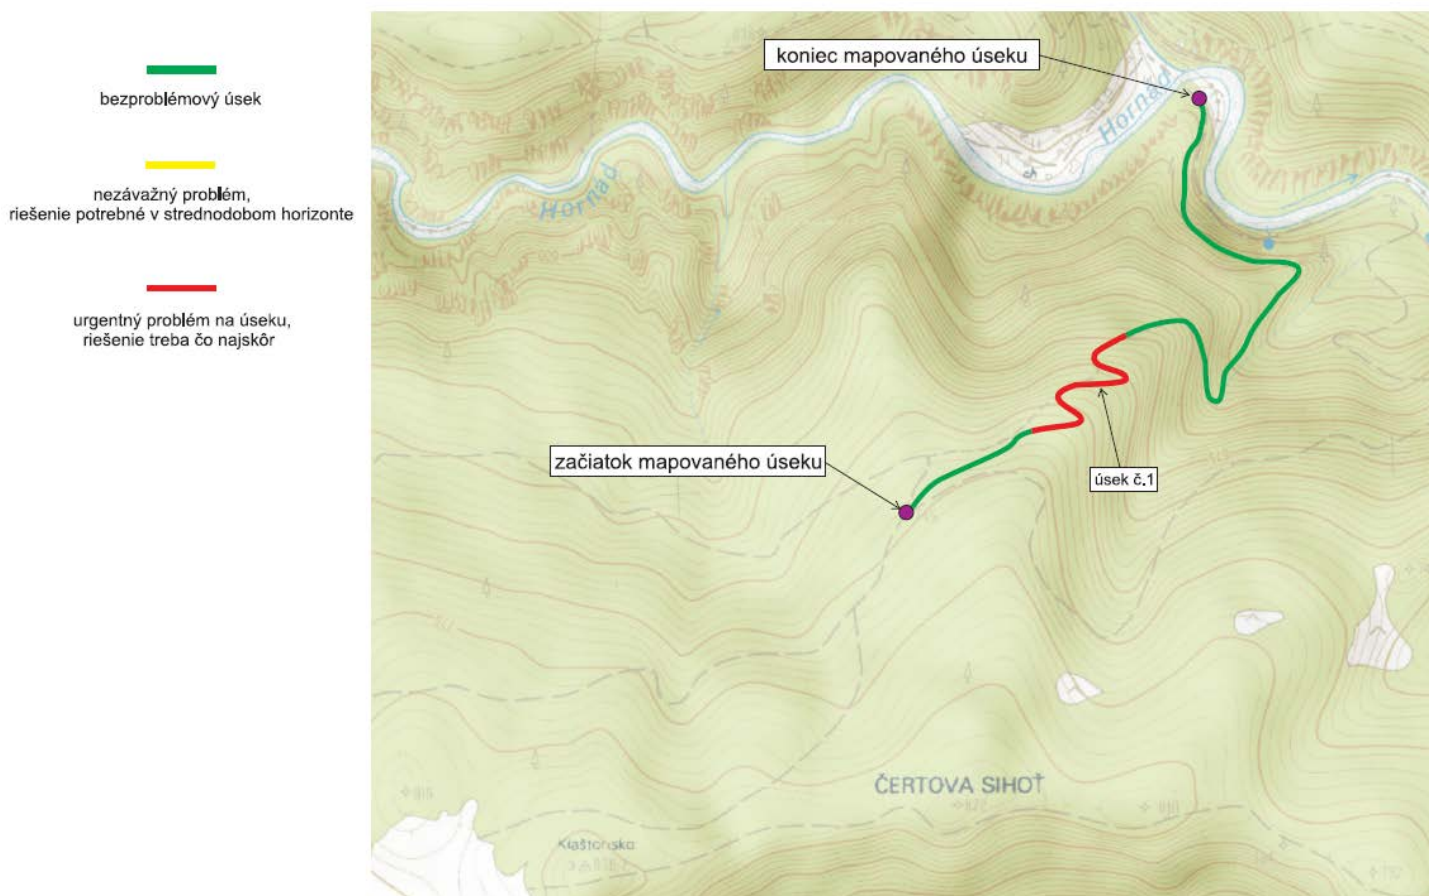 bezproblémový úsek
nezávažný problém,
riešenie potrebné v strednodobom horizonte
urgentný problém na úseku,
riešenie treba čo najskôr
koniec mapovaného úseku
Hornád
Hornád
začiatok mapovaného úseku
úsek č.1
ČERTOVA SIHOŤ
Kláštorisko